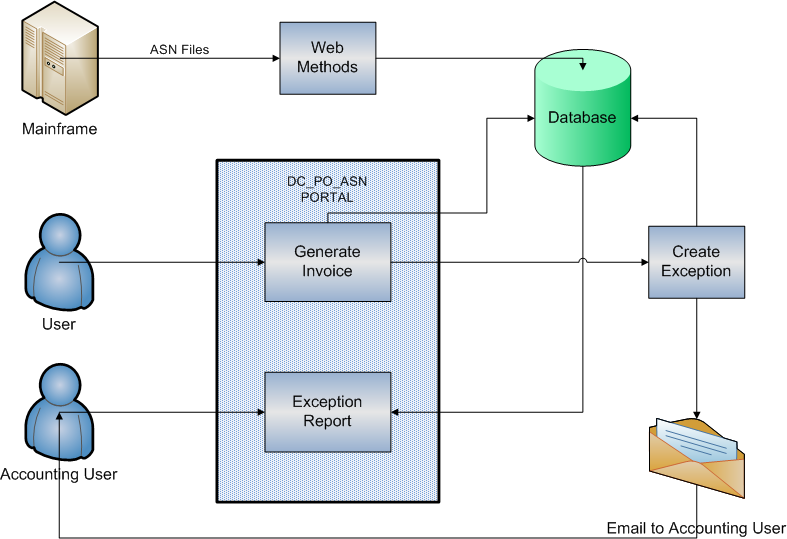 ASN Files
Web
Methods
Mainframe
Database
DC_PO_ASN
PORTAL
Generate
Invoice
Create
Exception
User
Exception
Report
Accounting User
Email to Accounting User